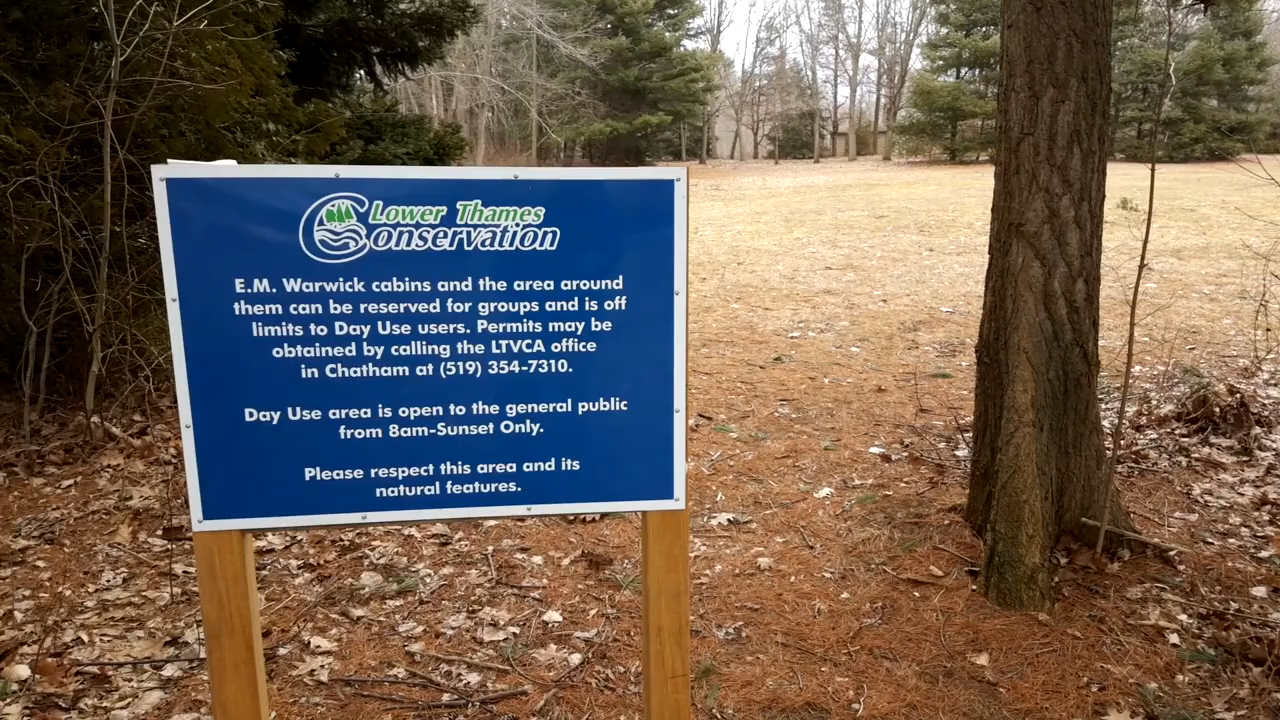 Lower Thames
Conservation
E.M. Warwick cabins and the area around
them can be reserved for groups and is off
limits to Day Use users. Permits may be
obtained by calling the LTVCA office
in Chatham at (519) 354-7310.
Day Use area is open to the general public
from 8am-Sunset Only.
Please respect this area and its
natural features.